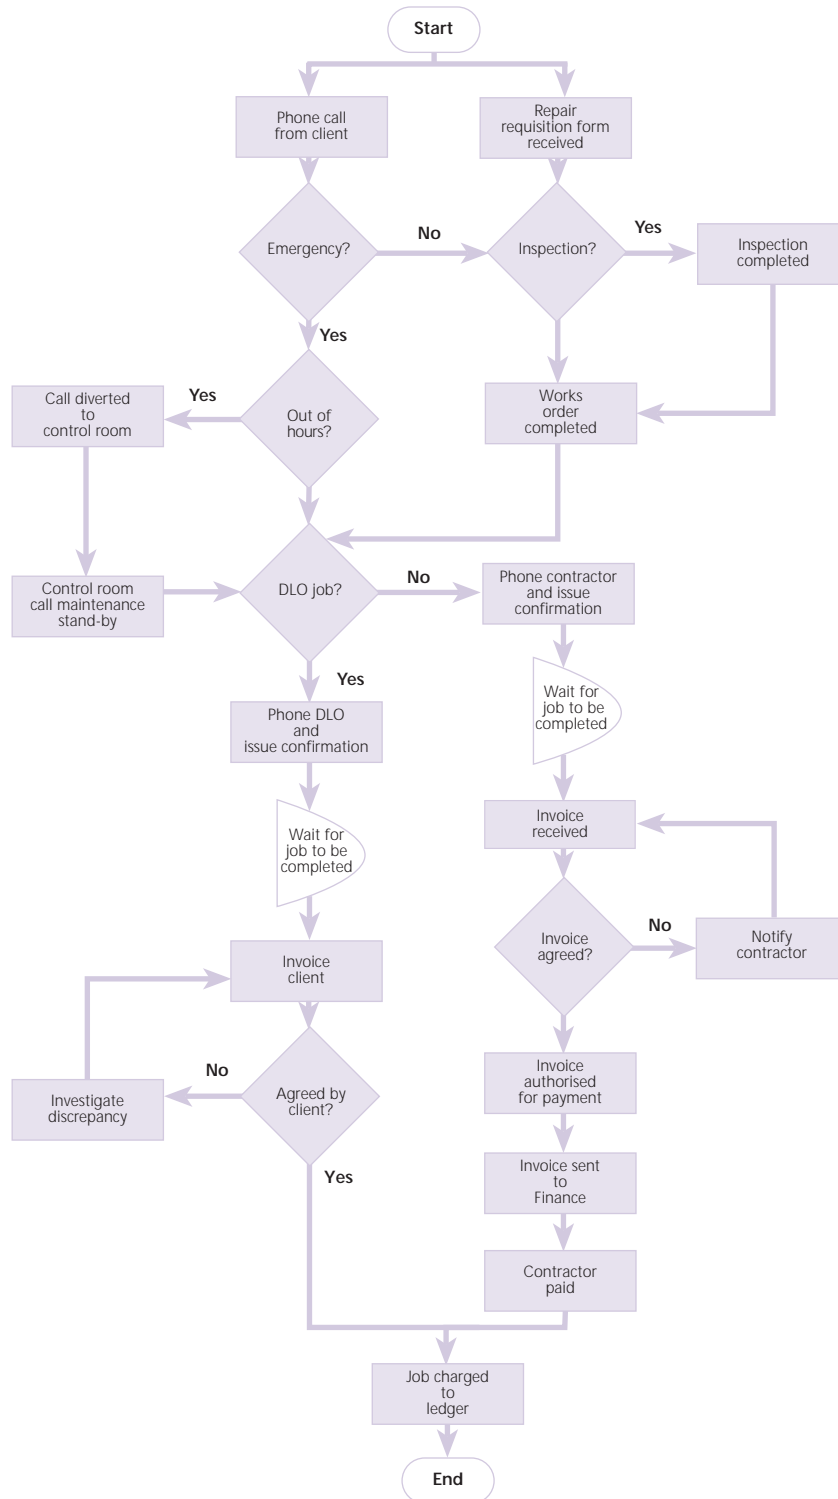 Start
Phone call
from client
Repair
requisition form
received
Emergency?
No
Inspection?
Yes
Inspection
completed
Yes
Call diverted
to
control room
Yes
Out of
hours?
Works
order
completed
Control room
call maintenance
stand-by
DLO job?
No
Phone contractor
and issue
confirmation
Yes
Phone DLO
and
issue confirmation
Wait for
job to be
completed
Wait for
job to be
completed
Invoice
received
Invoice
client
Invoice
agreed?
No
Notify
contractor
Investigate
discrepancy
No
Agreed by
client?
Yes
Invoice
authorised
for payment
Invoice sent
to
Finance
Contractor
paid
Job charged
to
ledger
End